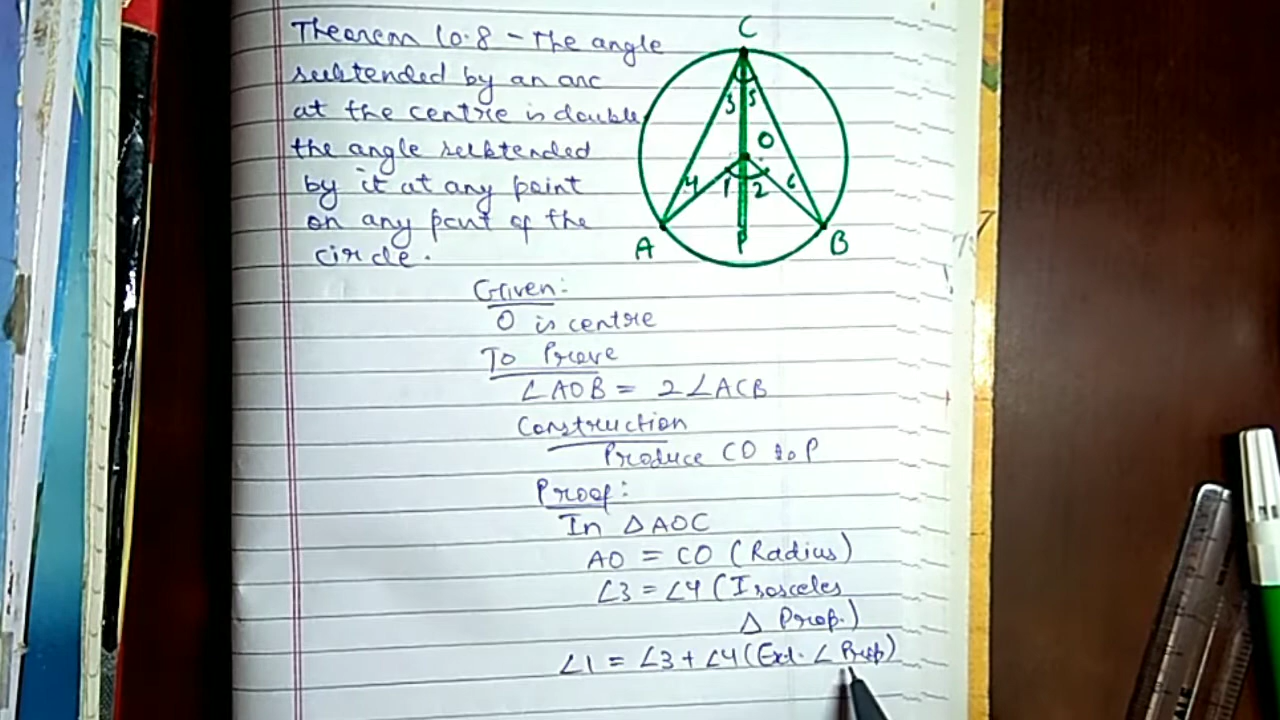 Theorem 10.8 - The angle
subtended by an arc
at the centre is double
the angle subtended
by it at any point
on any part of the
circle.
C
3 5
O
4 1 2 6
A P B
Given:
O is centre
To Prove
∠AOB = 2∠ACB
Construction
Produce CO to P
Proof:
In △AOC
AO = CO (Radius)
∠3 = ∠4 (Isosceles
△ Prop.)
∠1 = ∠3 + ∠4 (Ext. ∠ Prop)